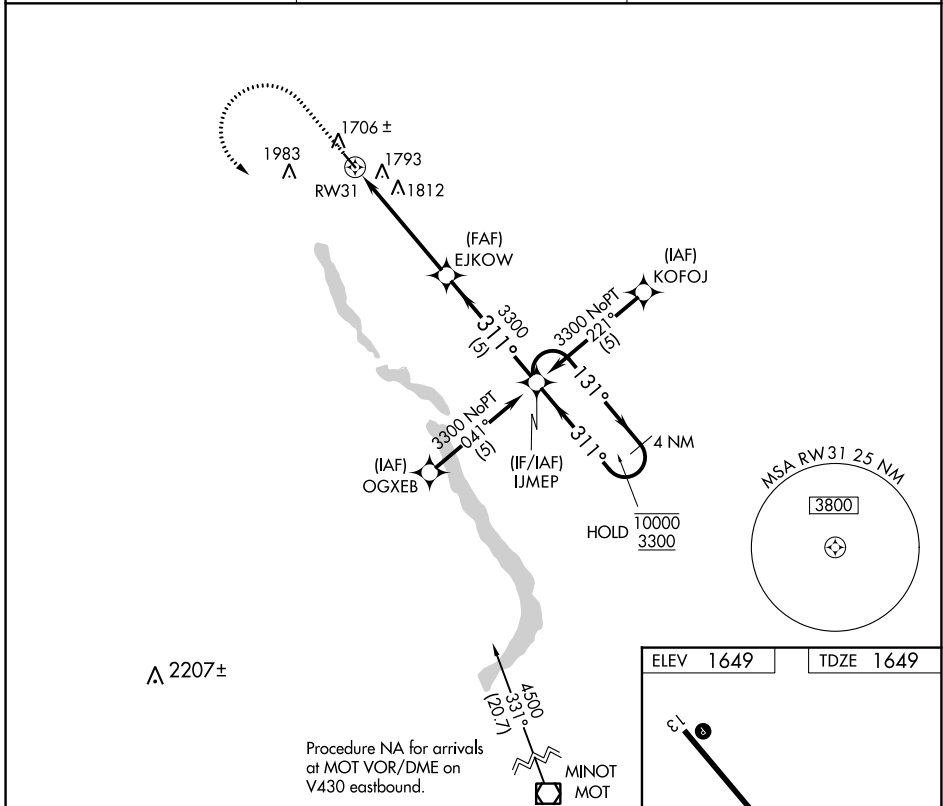 1706 ±
1983
1793
1812
RW31
(FAF)
EJKOW
(IAF)
KOFOJ
3300
311°
(5)
3300 NoPT
221°
(5)
131°
3300 NoPT
041°
(5)
311°
4 NM
(IAF)
OGXEB
(IF/IAF)
IJMEP
HOLD
10000
3300
MSA RW31 25 NM
3800
2207±
4500
331°
(20.7)
Procedure NA for arrivals
at MOT VOR/DME on
V430 eastbound.
MINOT
MOT
ELEV 1649
TDZE 1649
13
P